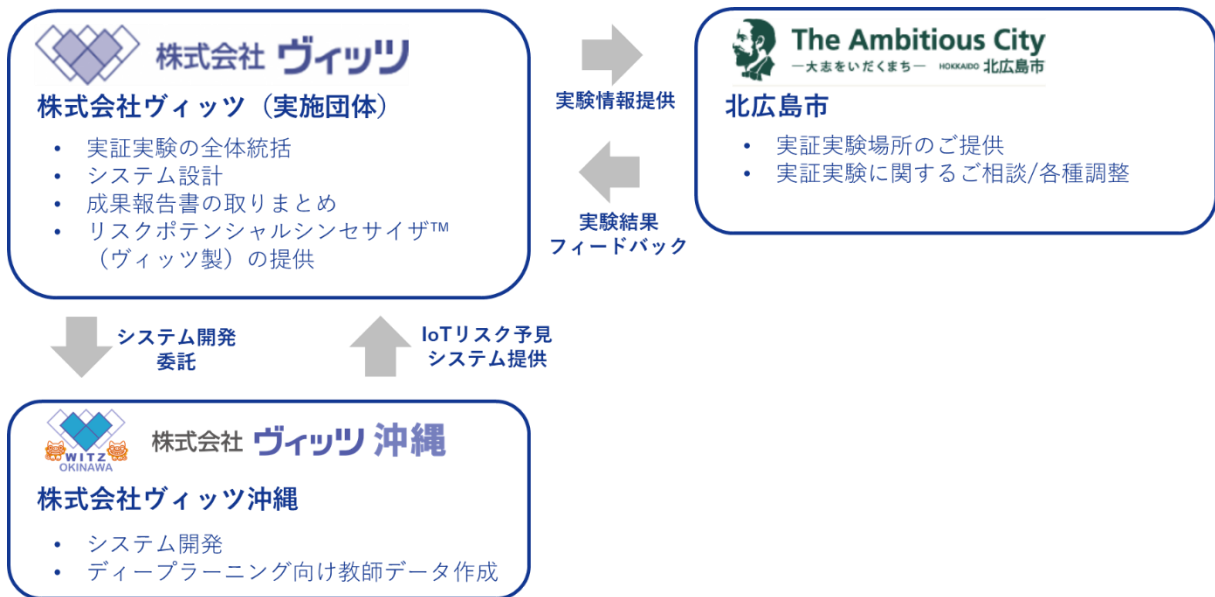 株式会社 ヴィッツ
株式会社ヴィッツ（実施団体）
• 実証実験の全体統括
• システム設計
• 成果報告書の取りまとめ
• リスクポテンシャルシンセサイザ™
（ヴィッツ製）の提供
実験情報提供
実験結果
フィードバック
The Ambitious City
―大志をいだくまち― HOKKAIDO 北広島市
北広島市
• 実証実験場所のご提供
• 実証実験に関するご相談/各種調整
システム開発
委託
IoTリスク予見
システム提供
WITZ
OKINAWA
株式会社 ヴィッツ 沖縄
株式会社ヴィッツ沖縄
• システム開発
• ディープラーニング向け教師データ作成